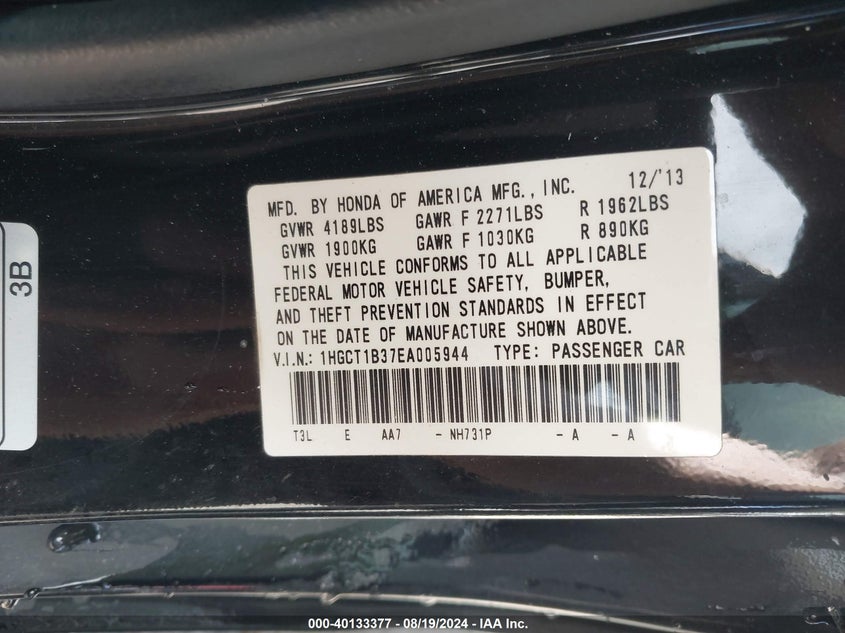 MFD. BY HONDA OF AMERICA MFG., INC. 12/'13
GVWR 4189LBS GAWR F 2271LBS R 1962LBS
GVWR 1900KG GAWR F 1030KG R 890KG
THIS VEHICLE CONFORMS TO ALL APPLICABLE
FEDERAL MOTOR VEHICLE SAFETY, BUMPER,
AND THEFT PREVENTION STANDARDS IN EFFECT
ON THE DATE OF MANUFACTURE SHOWN ABOVE.
V.I.N.: 1HGCT1B37EA005944 TYPE: PASSENGER CAR
T3L E AA7 - NH731P - A - A
3B
000-40133377 - 08/19/2024 - IAA Inc.